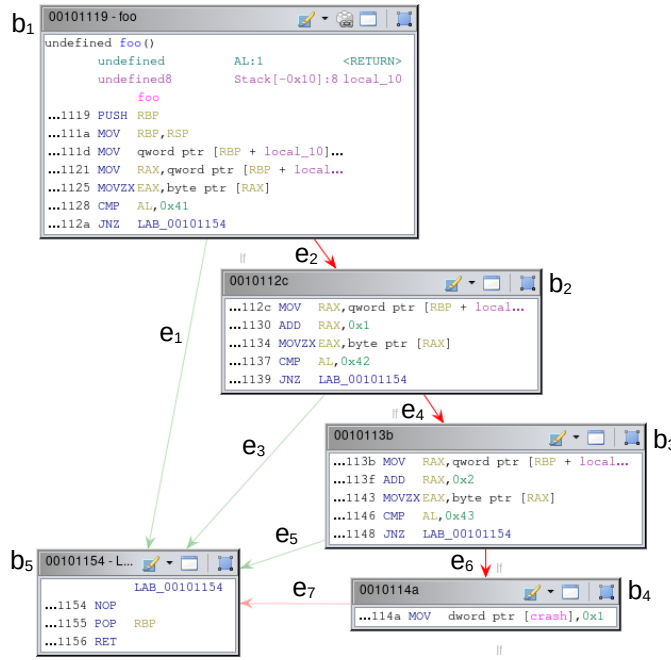 b1
00101119 - foo
undefined foo()
undefined AL:1 <RETURN>
undefined8 Stack[-0x10]:8 local_10
foo
...1119 PUSH RBP
...111a MOV RBP,RSP
...111d MOV qword ptr [RBP + local_10]...
...1121 MOV RAX,qword ptr [RBP + local...
...1125 MOVZX EAX,byte ptr [RAX]
...1128 CMP AL,0x41
...112a JNZ LAB_00101154
If
e2
e1
0010112c
b2
...112c MOV RAX,qword ptr [RBP + local...
...1130 ADD RAX,0x1
...1134 MOVZX EAX,byte ptr [RAX]
...1137 CMP AL,0x42
...1139 JNZ LAB_00101154
If
e4
e3
0010113b
b3
...113b MOV RAX,qword ptr [RBP + local...
...113f ADD RAX,0x2
...1143 MOVZX EAX,byte ptr [RAX]
...1146 CMP AL,0x43
...1148 JNZ LAB_00101154
e5
e6
If
b5
00101154 - L...
LAB_00101154
...1154 NOP
...1155 POP RBP
...1156 RET
e7
0010114a
b4
...114a MOV dword ptr [crash],0x1
If